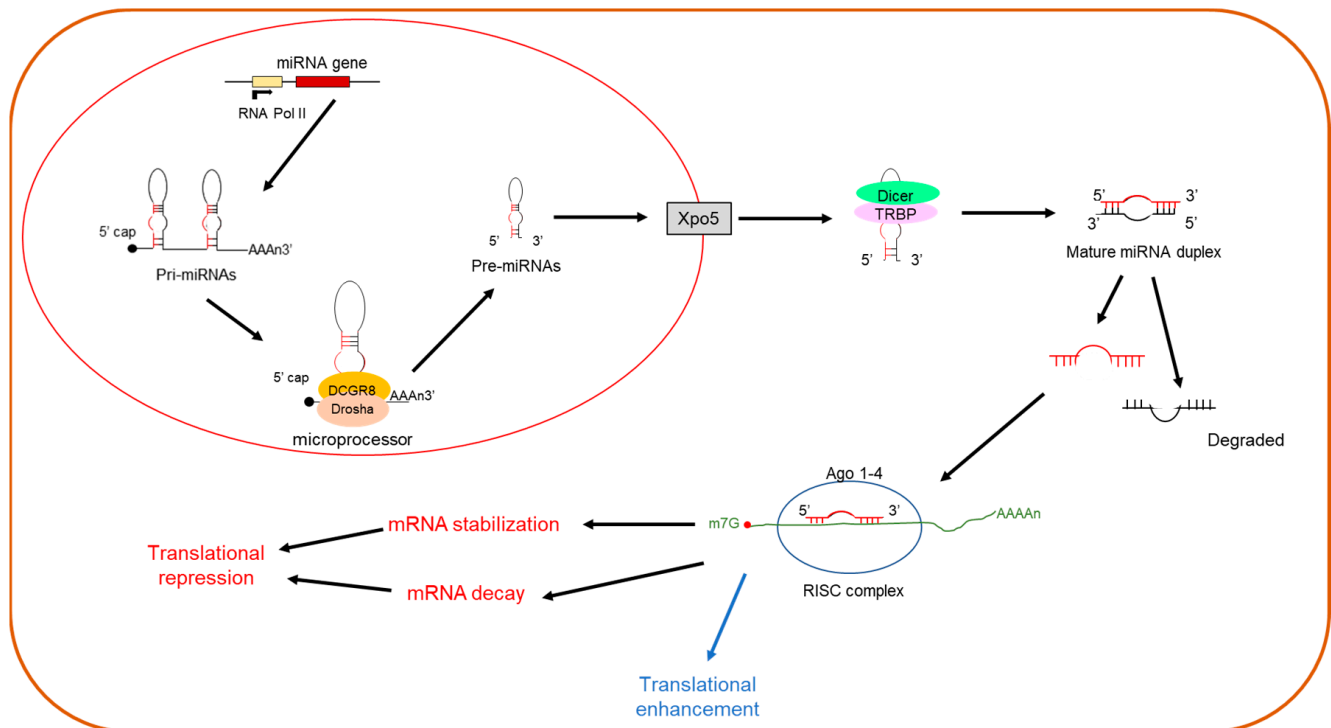 miRNA gene
RNA Pol II
5’ cap
AAAn3’
Pri-miRNAs
5’ cap
DCGR8
Drosha
AAAn3’
microprocessor
5’ 3’
Pre-miRNAs
Xpo5
Dicer
TRBP
5’ 3’
5’ 3’
3’ 5’
Mature miRNA duplex
Degraded
Ago 1-4
5’ 3’
m7G
AAAAn
RISC complex
mRNA stabilization
Translational
repression
mRNA decay
Translational
enhancement